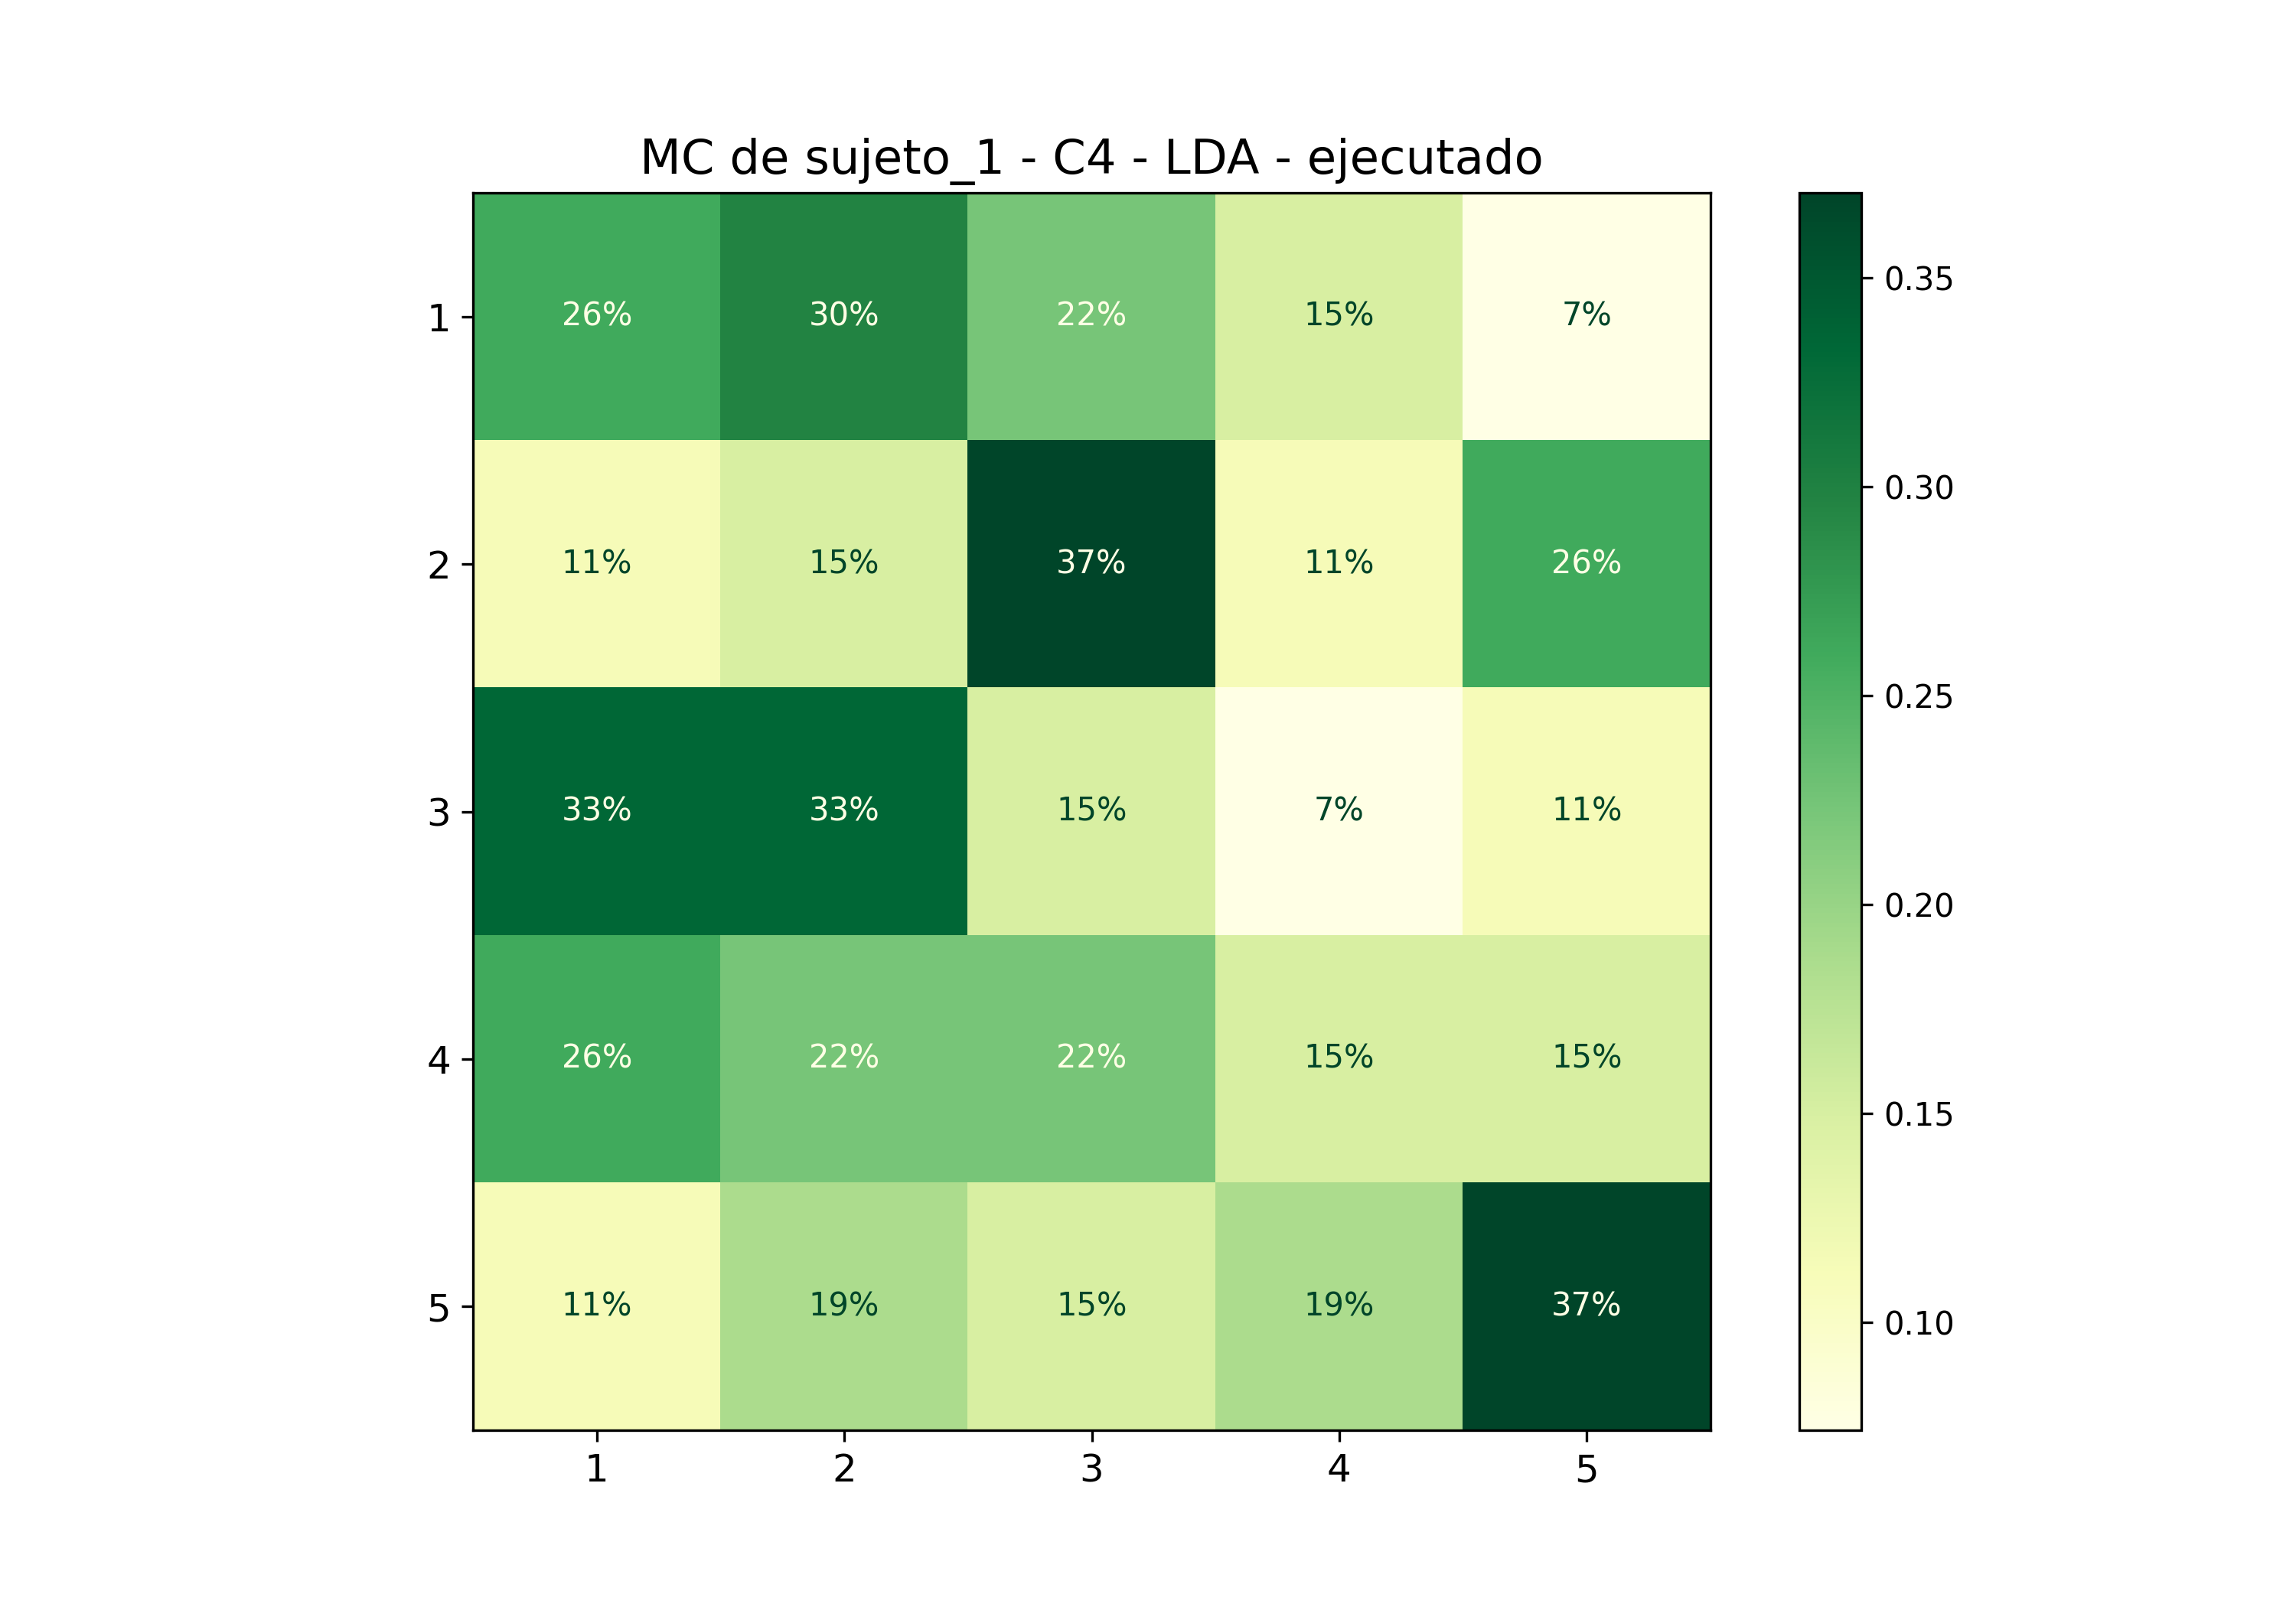 MC de sujeto_1 - C4 - LDA - ejecutado
1 26% 30% 22% 15% 7%
2 11% 15% 37% 11% 26%
3 33% 33% 15% 7% 11%
4 26% 22% 22% 15% 15%
5 11% 19% 15% 19% 37%
1 2 3 4 5
0.35
0.30
0.25
0.20
0.15
0.10